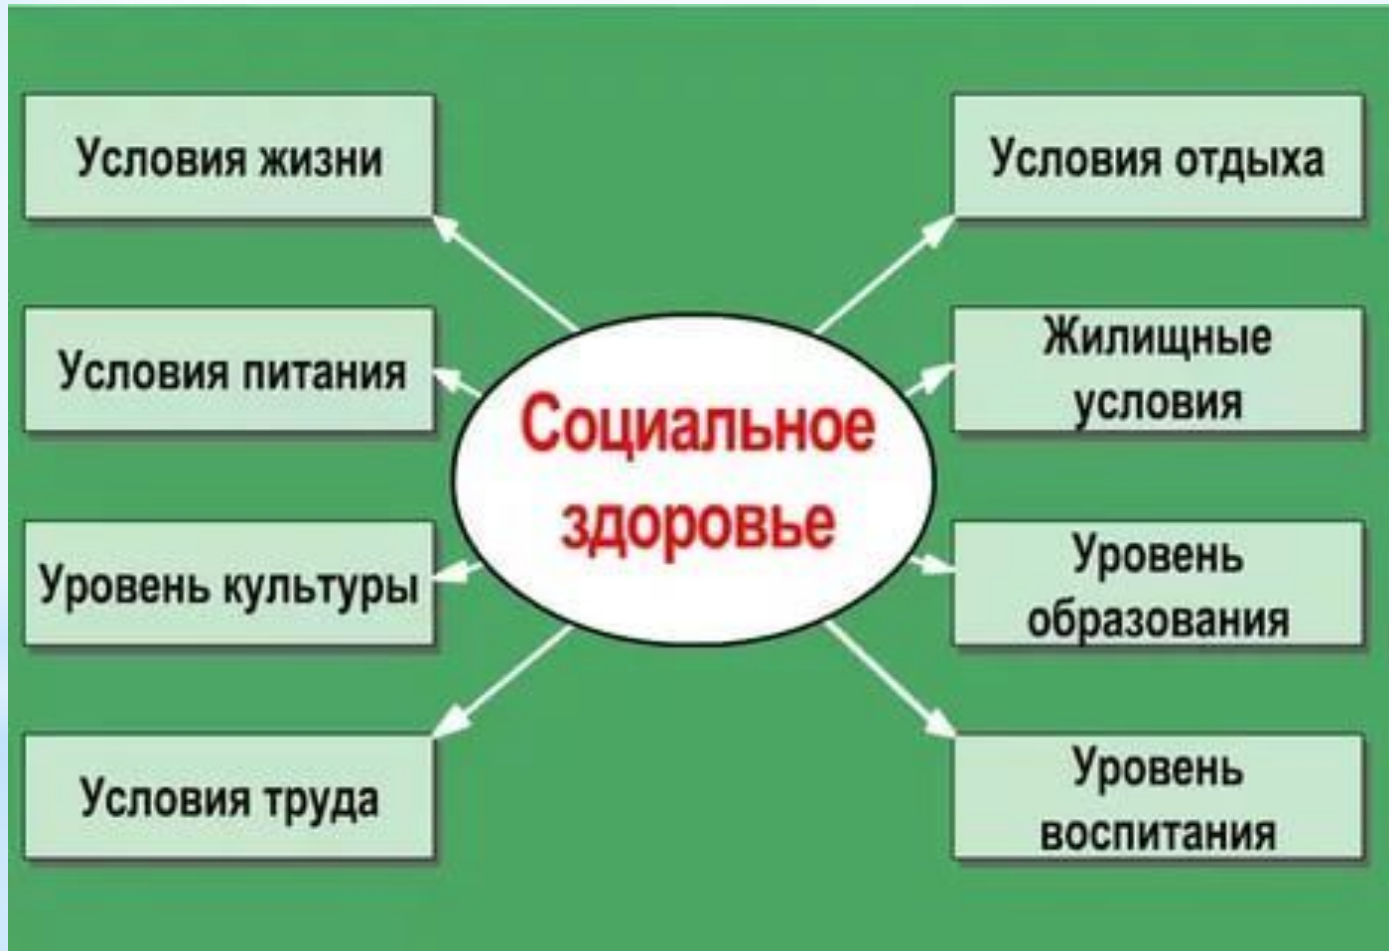 Условия жизни
Условия питания
Уровень культуры
Условия труда
Социальное
здоровье
Условия отдыха
Жилищные
условия
Уровень
образования
Уровень
воспитания